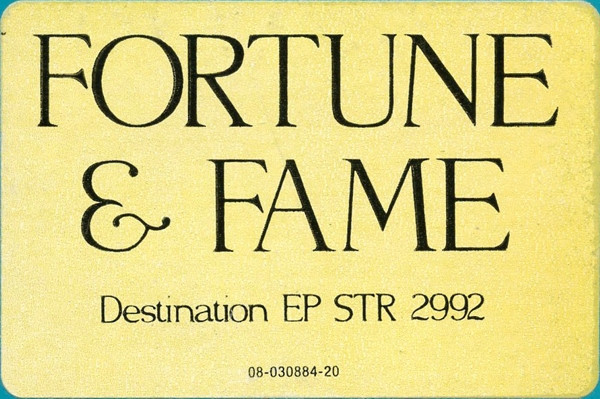 FORTUNE
& FAME
Destination EP STR 2992
08-030884-20